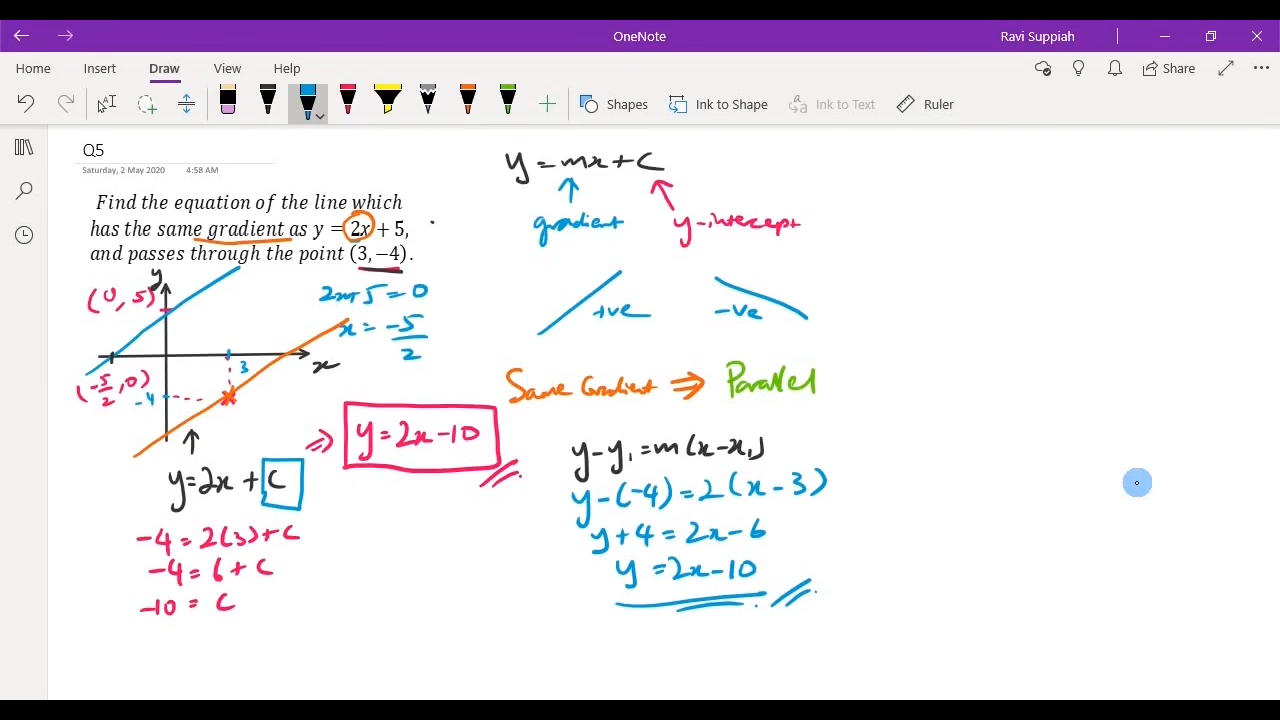 OneNote
Ravi Suppiah
Home Insert Draw View Help
Share
Shapes Ink to Shape Ink to Text Ruler
Q5
Saturday, 2 May 2020 4:58 AM
Find the equation of the line which
has the same gradient as y = 2x + 5,
and passes through the point (3, −4).
y
(0, 5)
2x+5=0
x = -5/2
x
3
(-5/2, 0)
-4
y=2x+c
⇒ y=2x-10
-4 = 2(3)+c
-4 = 6 + c
-10 = c
y = mx + c
gradient
y-intercept
+ve
-ve
Same Gradient ⇒ Parallel
y-y₁=m(x-x₁)
y-(-4)=2(x-3)
y+4=2x-6
y=2x-10